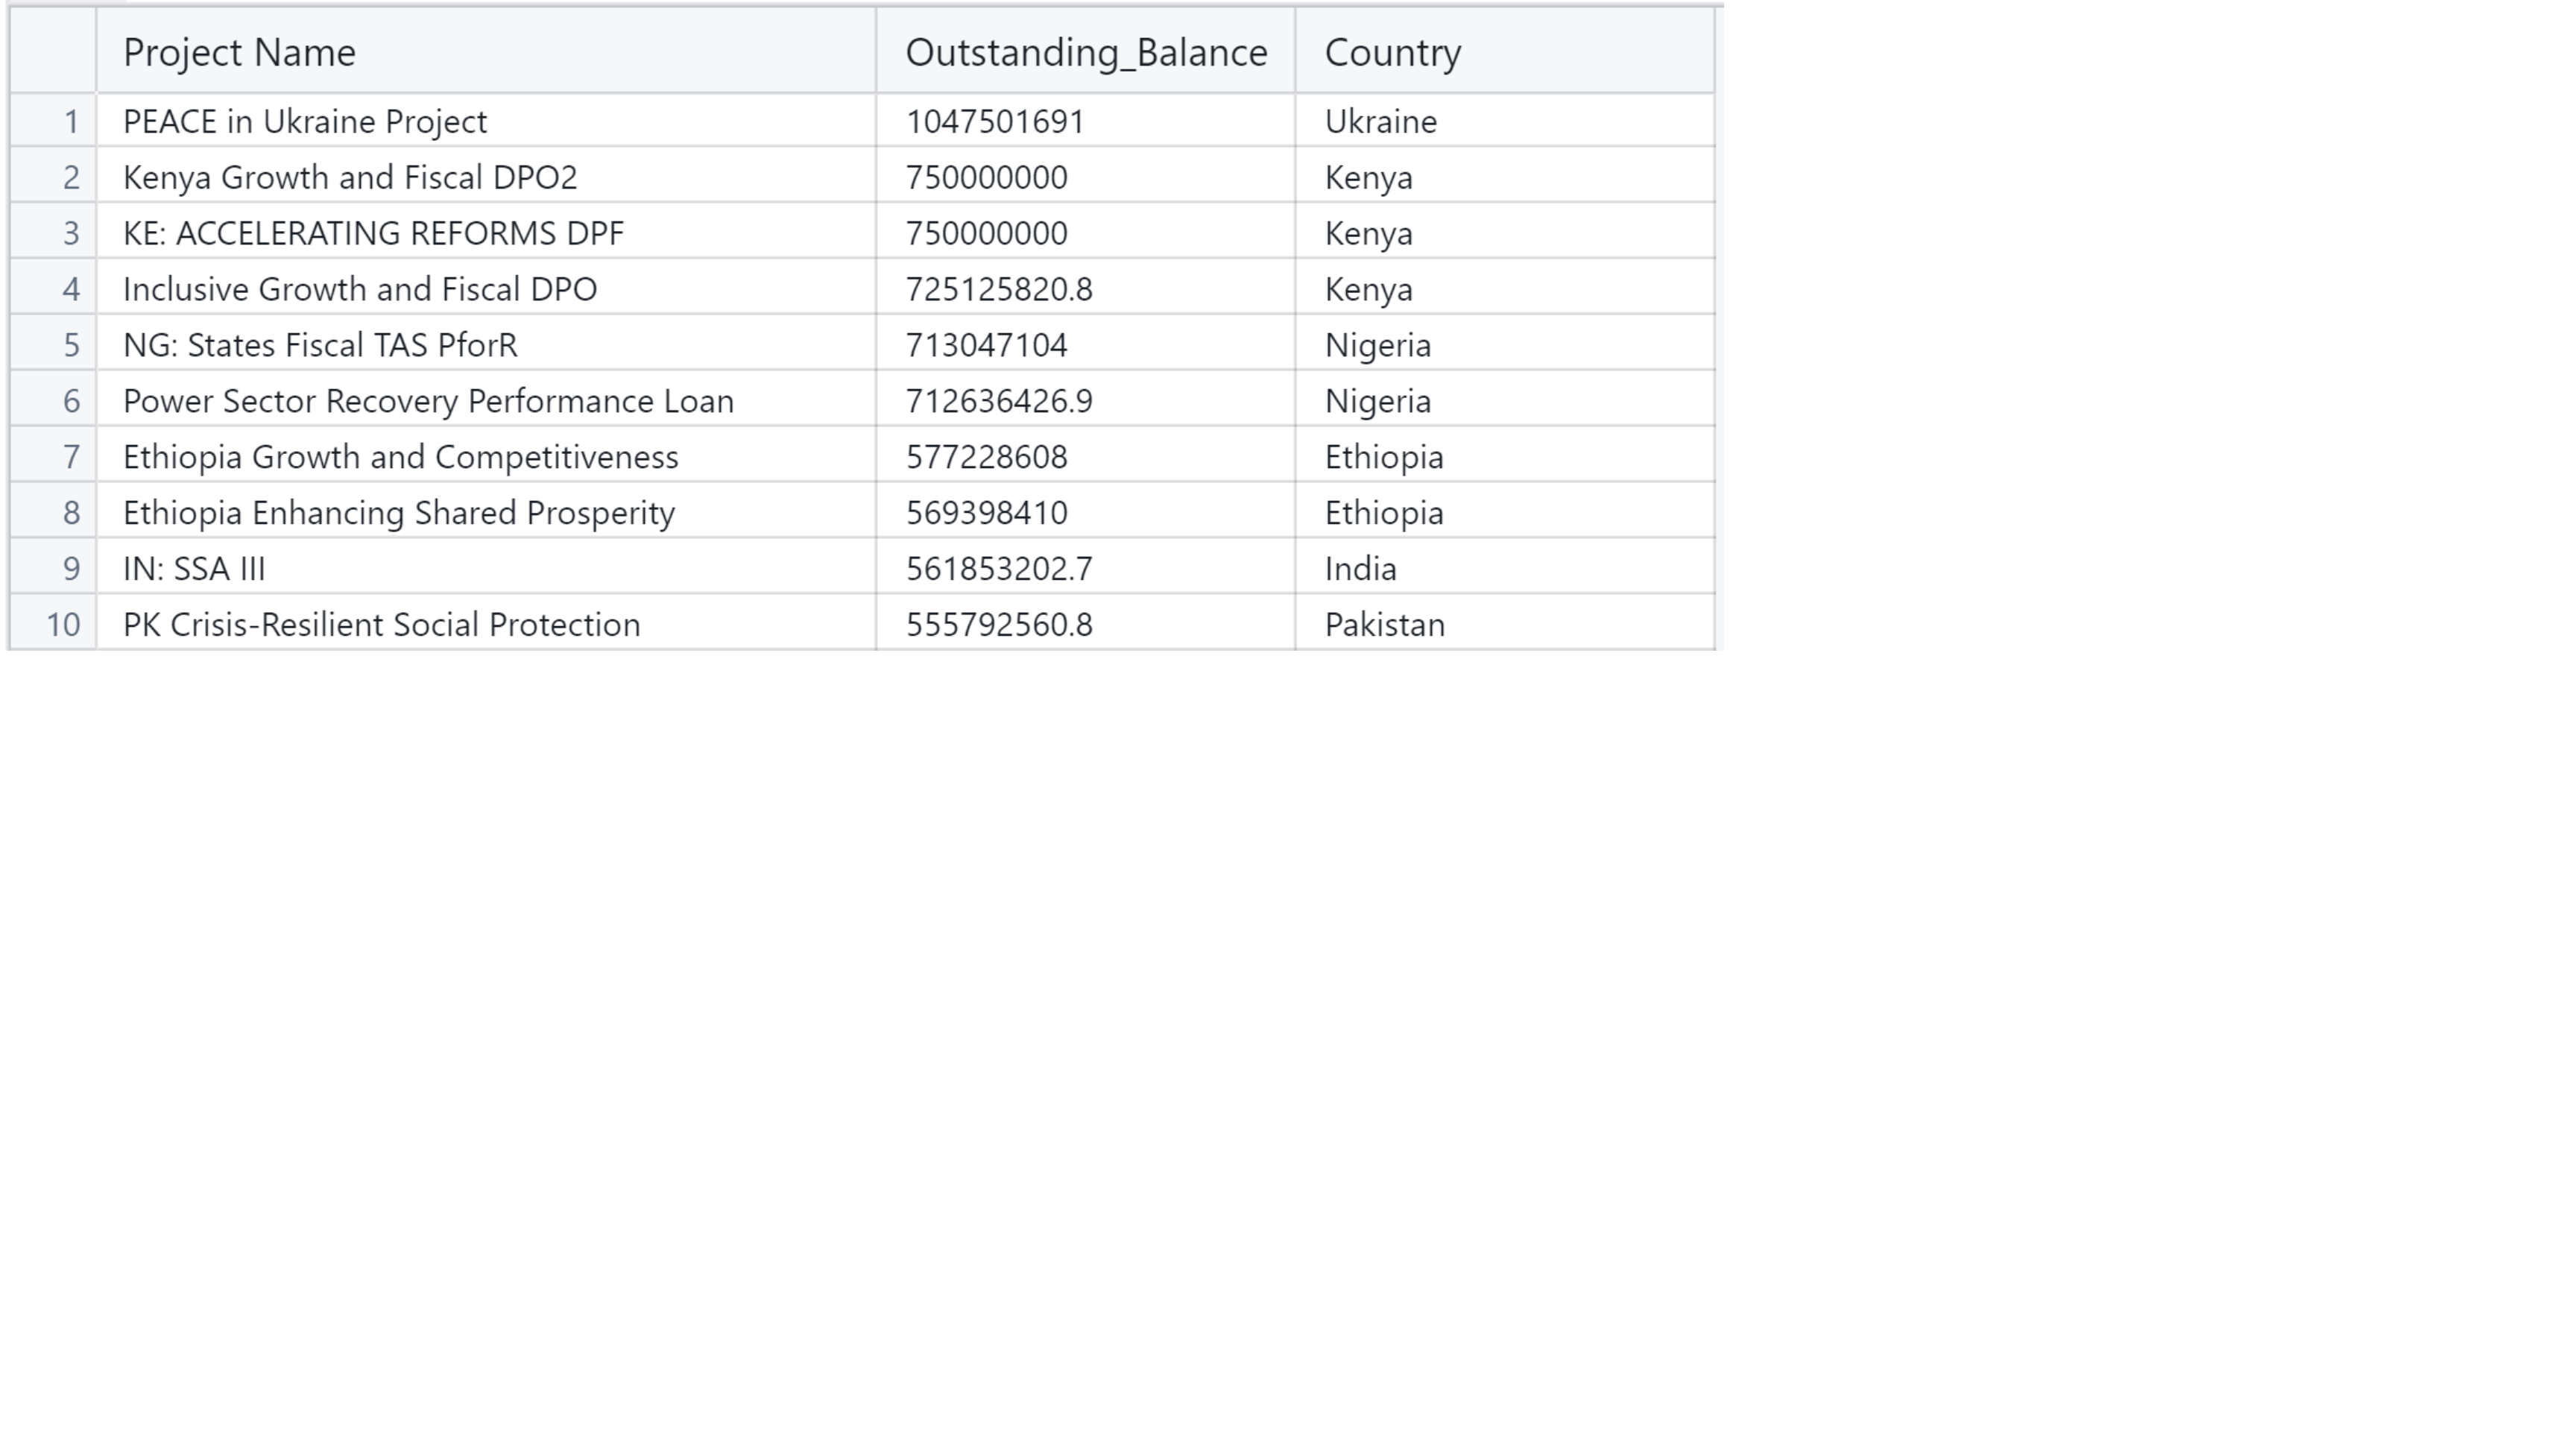 Project Name Outstanding_Balance Country
1 PEACE in Ukraine Project 1047501691 Ukraine
2 Kenya Growth and Fiscal DPO2 750000000 Kenya
3 KE: ACCELERATING REFORMS DPF 750000000 Kenya
4 Inclusive Growth and Fiscal DPO 725125820.8 Kenya
5 NG: States Fiscal TAS PforR 713047104 Nigeria
6 Power Sector Recovery Performance Loan 712636426.9 Nigeria
7 Ethiopia Growth and Competitiveness 577228608 Ethiopia
8 Ethiopia Enhancing Shared Prosperity 569398410 Ethiopia
9 IN: SSA III 561853202.7 India
10 PK Crisis-Resilient Social Protection 555792560.8 Pakistan